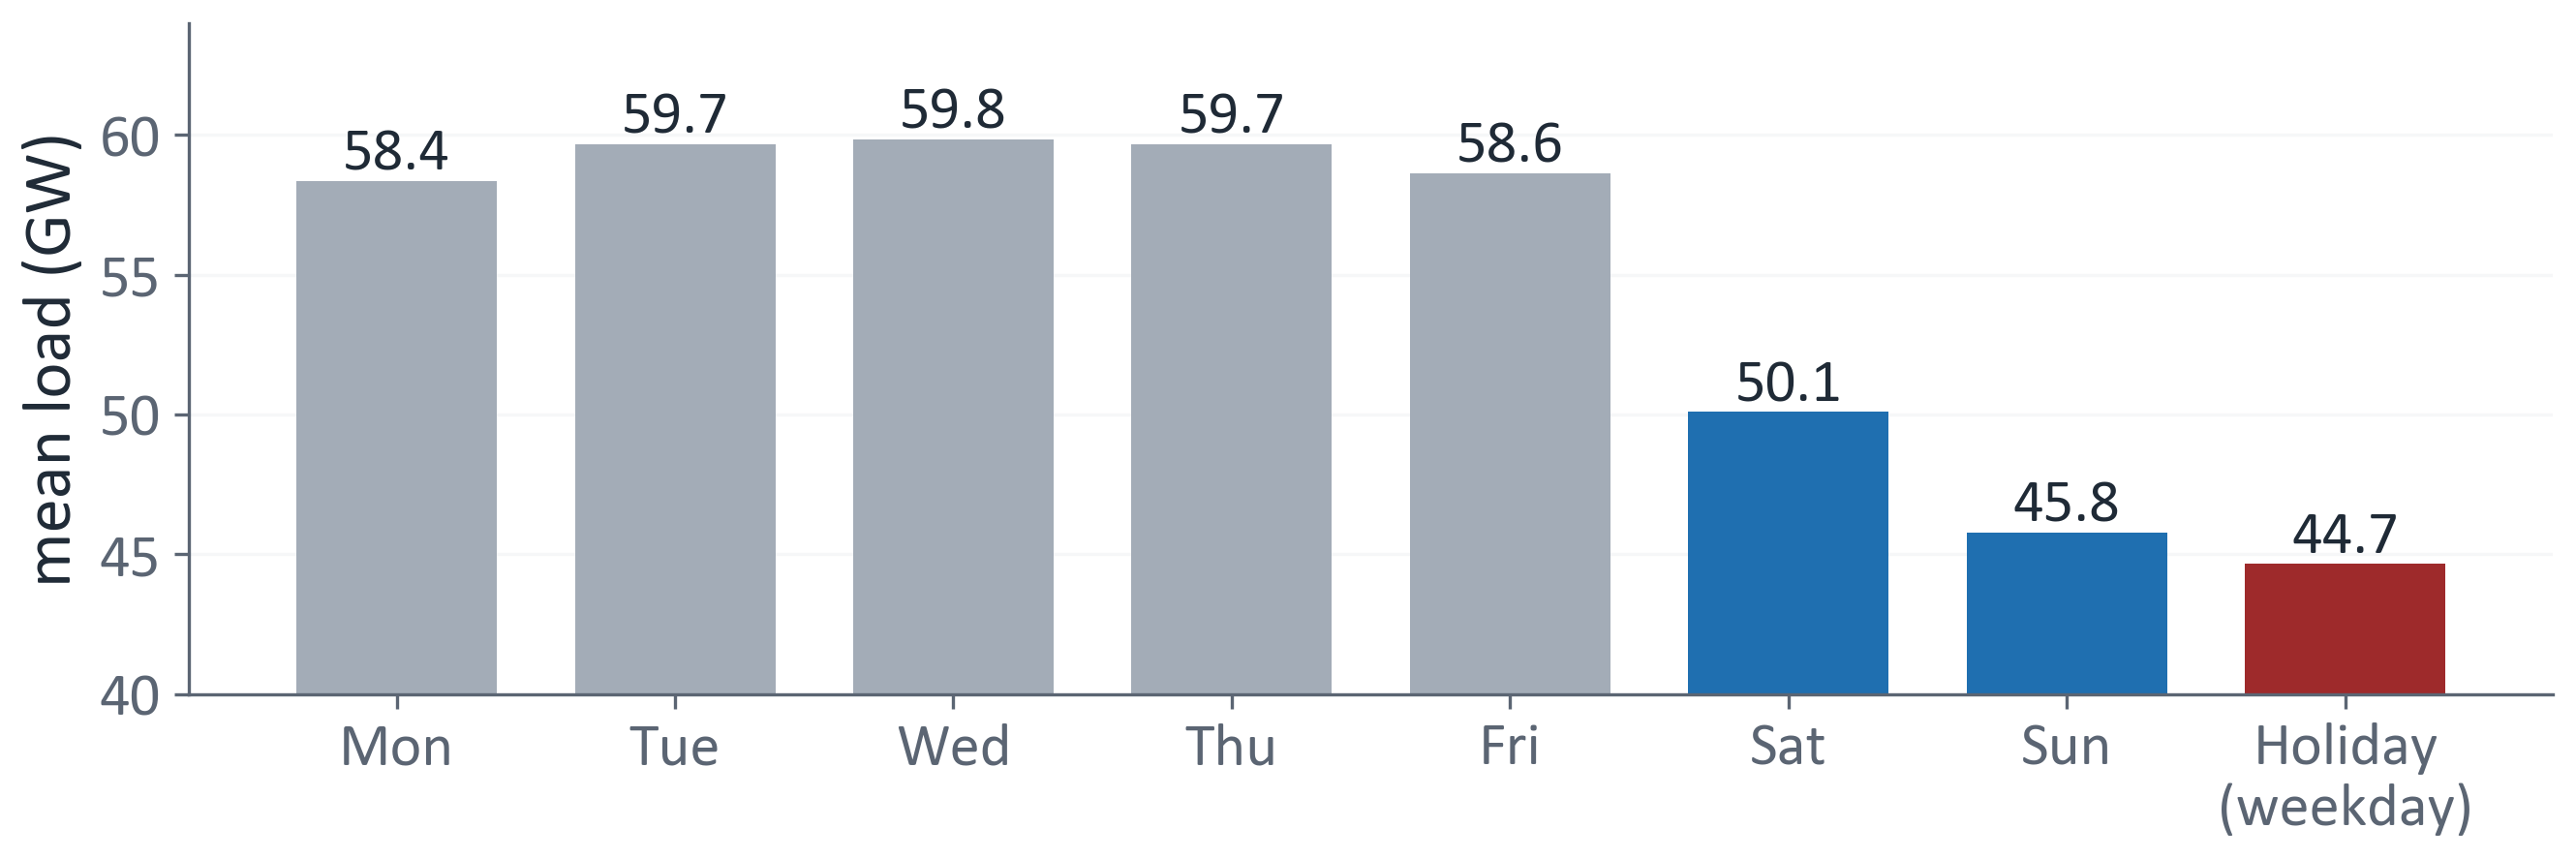 mean load (GW)
60
55
50
45
40
58.4
59.7
59.8
59.7
58.6
50.1
45.8
44.7
Mon
Tue
Wed
Thu
Fri
Sat
Sun
Holiday
(weekday)